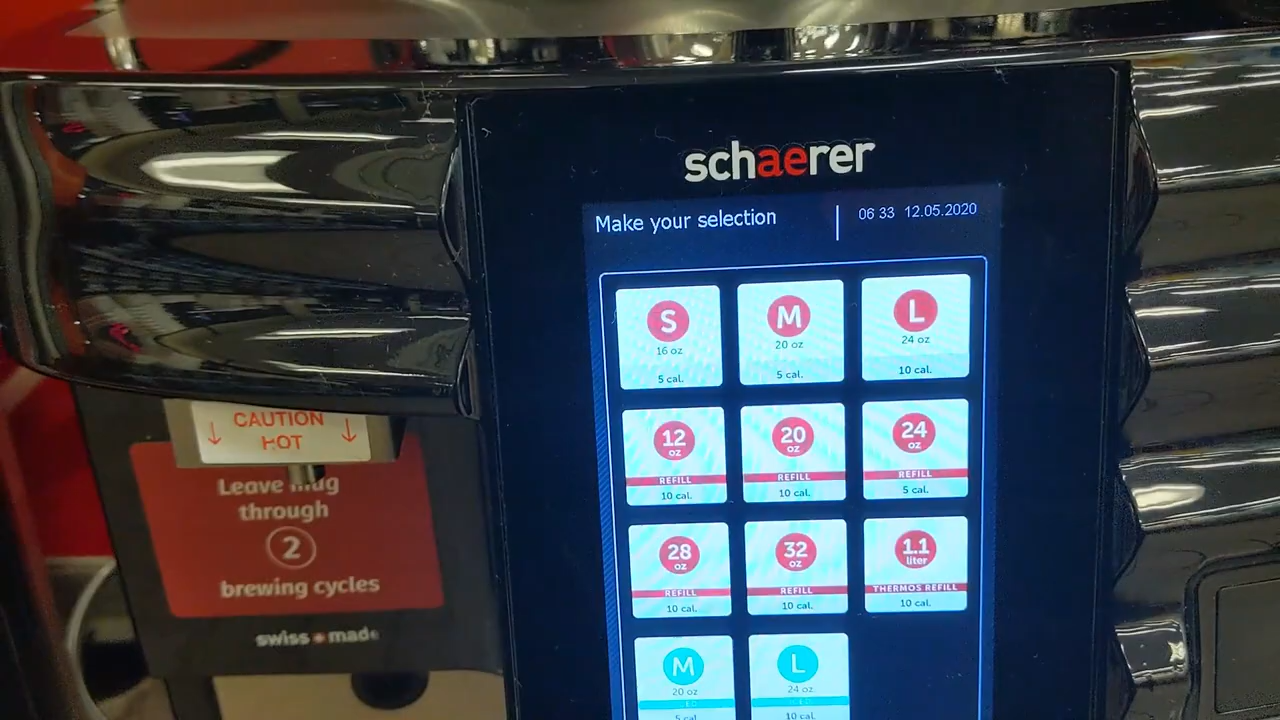 schaerer
Make your selection
06 33 12.05.2020
S
16 oz
5 cal.
M
20 oz
5 cal.
L
24 oz
10 cal.
12
oz
REFILL
10 cal.
20
oz
REFILL
10 cal.
24
oz
REFILL
5 cal.
28
oz
REFILL
10 cal.
32
oz
REFILL
10 cal.
1.1
liter
THERMOS REFILL
10 cal.
M
20 oz
5 cal.
L
24 oz
10 cal.
CAUTION
HOT
Leave mug
through
2
brewing cycles
swiss made